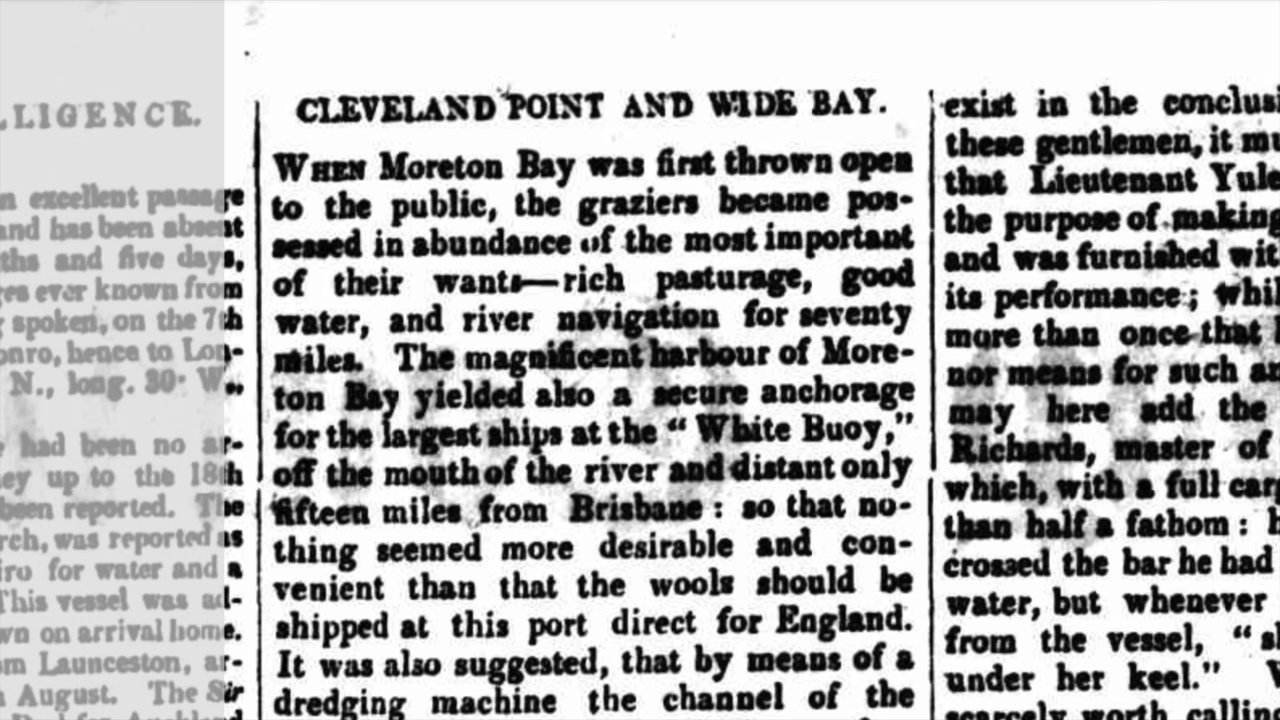 LLIGENCE.
n excellent passage
and has been absent
ths and five days,
ges ever known from
spoken, on the 7th
onro, hence to Lon-
N., long. 30· W.
had been no ar-
ey up to the 18th
been reported. The
rch, was reported as
iro for water and a
This vessel was ad-
wn on arrival home.
om Launceston, ar-
August. The Sir
CLEVELAND POINT AND WIDE BAY.
WHEN Moreton Bay was first thrown open
to the public, the graziers became pos-
sessed in abundance of the most important
of their wants—rich pasturage, good
water, and river navigation for seventy
miles. The magnificent harbour of More-
ton Bay yielded also a secure anchorage
for the largest ships at the “ White Buoy,”
off the mouth of the river and distant only
fifteen miles from Brisbane : so that no-
thing seemed more desirable and con-
venient than that the wools should be
shipped at this port direct for England.
It was also suggested, that by means of a
dredging machine the channel of the
exist in the conclusi
these gentlemen, it mu
that Lieutenant Yule
the purpose of making
and was furnished wit
its performance ; whil
more than once that
nor means for such an
may here add the
Richards, master of
which, with a full car
than half a fathom : h
crossed the bar he had
water, but whenever
from the vessel, “ sl
under her keel.”
scarcely worth calling